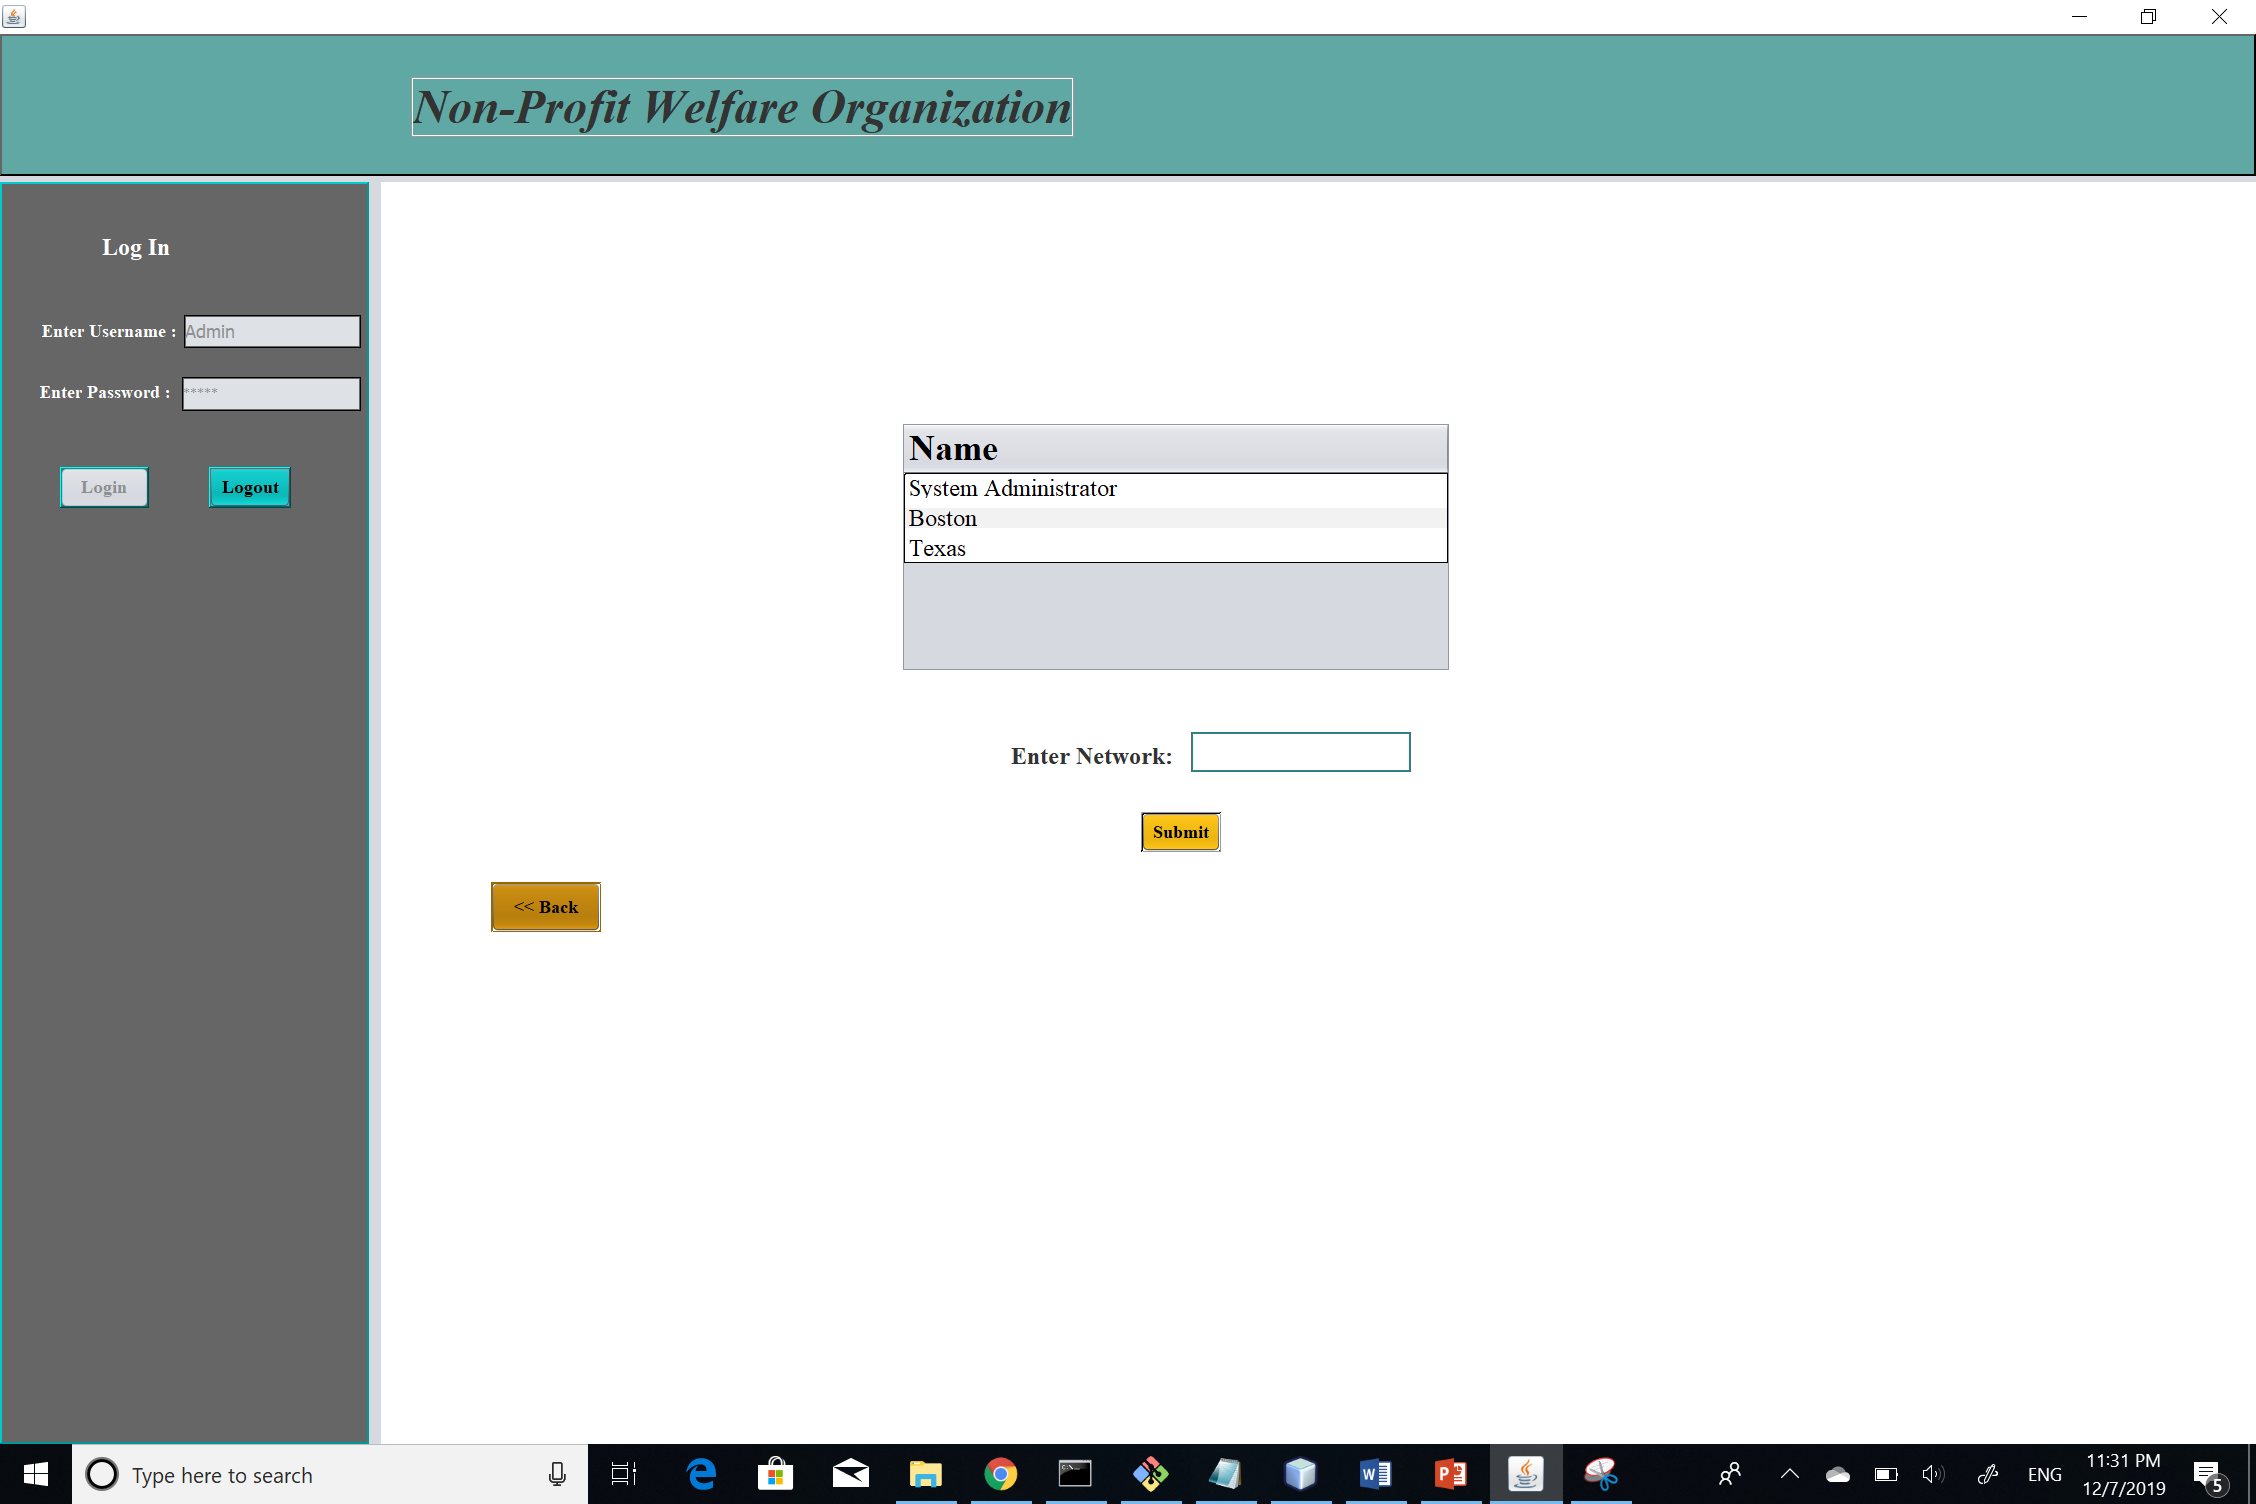 Non-Profit Welfare Organization
Log In
Enter Username : Admin
Enter Password : *****
Login Logout
Name
System Administrator
Boston
Texas
Enter Network:
Submit
<< Back
Type here to search
ENG
11:31 PM
12/7/2019
5